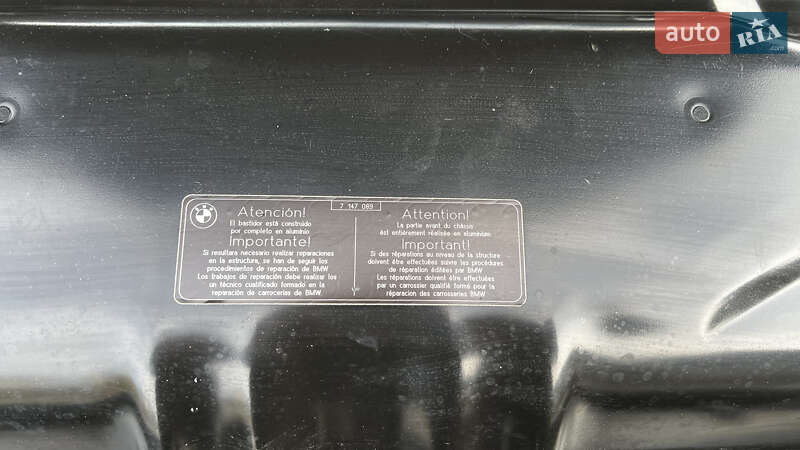 auto RIA.com
7 147 089
Atención!
El bastidor está construido
por completo en aluminio
Importante!
Si resultara necesario realizar reparaciones
en la estructura, se han de seguir los
procedimientos de reparación de BMW
Los trabajos de reparación debe realizar los
un técnico cualificado formado en la
reparación de carrocerías de BMW
Attention!
La partie avant du châssis
est entièrement réalisée en aluminium
Important!
Si des réparations au niveau de la structure
doivent être effectuées suivre les procédures
de réparation éditées par BMW
Les réparations doivent être effectuées
par un carrossier qualifié formé pour la
réparation des carrosseries BMW